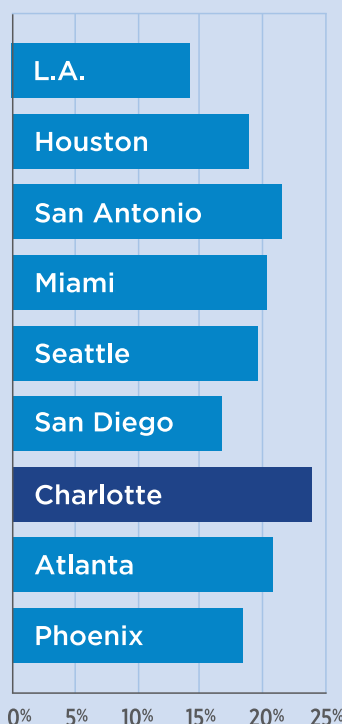 L.A.
Houston
San Antonio
Miami
Seattle
San Diego
Charlotte
Atlanta
Phoenix
0% 5% 10% 15% 20% 25%